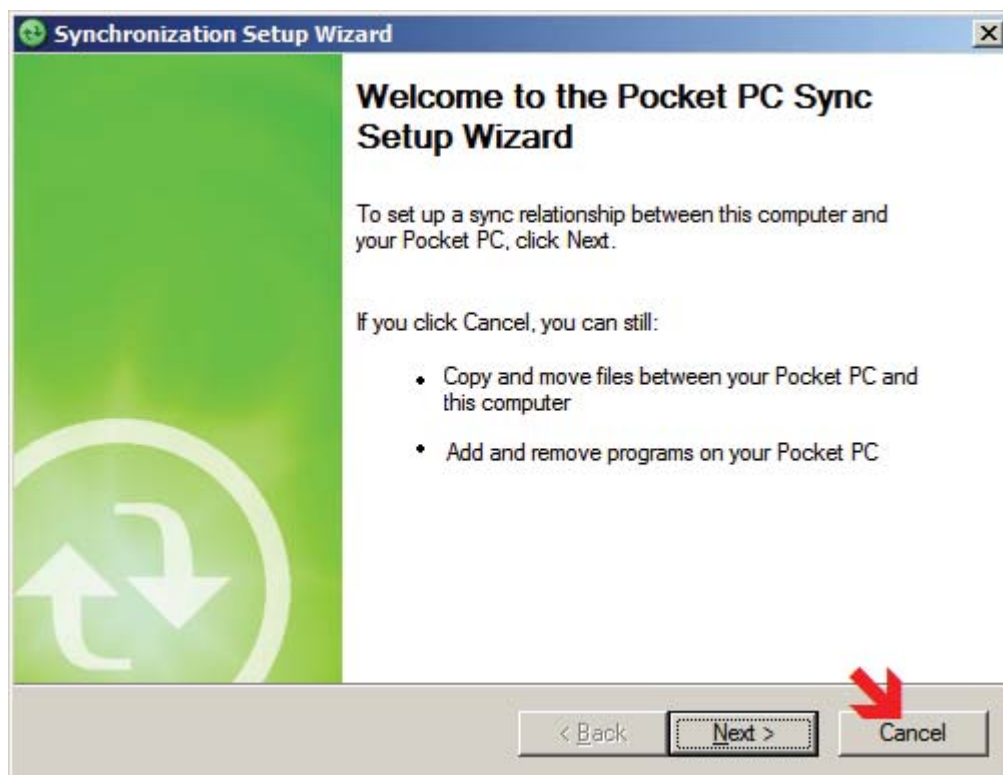 Synchronization Setup Wizard
Welcome to the Pocket PC Sync
Setup Wizard
To set up a sync relationship between this computer and
your Pocket PC, click Next.
If you click Cancel, you can still:
• Copy and move files between your Pocket PC and
this computer
• Add and remove programs on your Pocket PC
< Back Next > Cancel